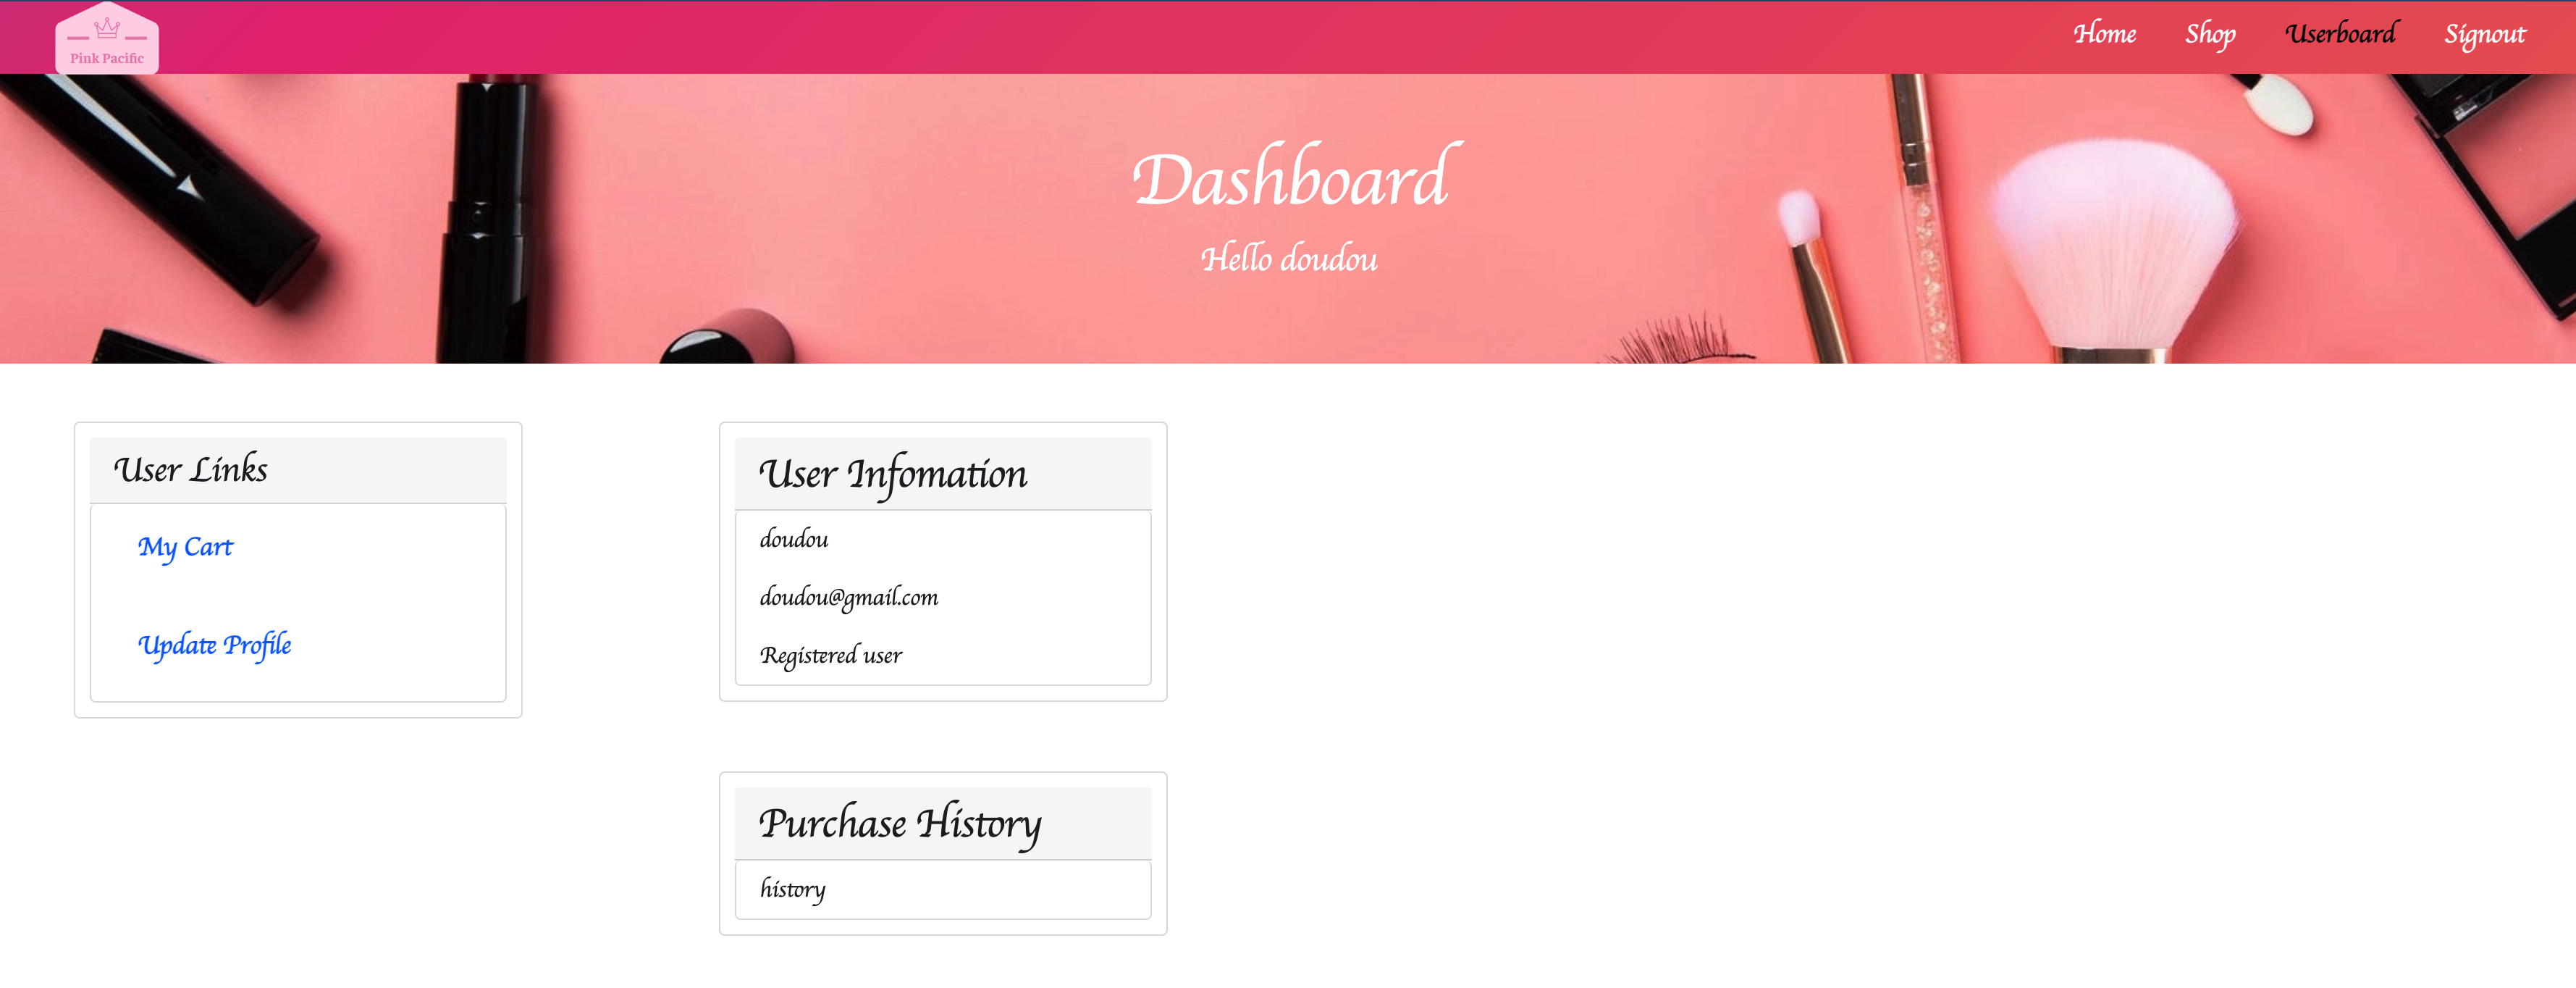 Pink Pacific
Home Shop Userboard Signout
Dashboard
Hello doudou
User Links
My Cart
Update Profile
User Infomation
doudou
doudou@gmail.com
Registered user
Purchase History
history